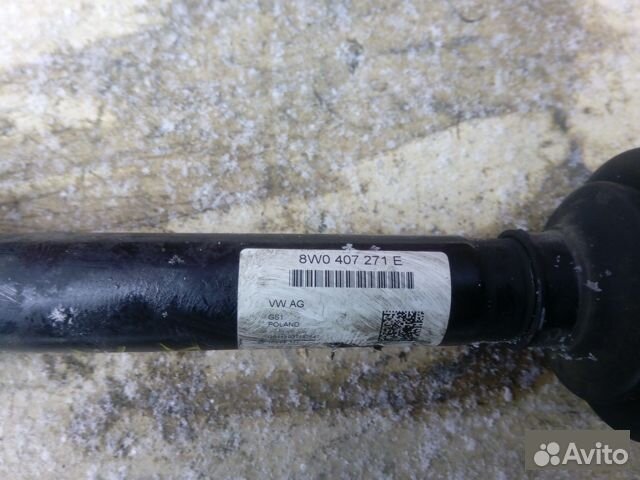 8W0 407 271 E
VW AG
GS1
POLAND
Avito